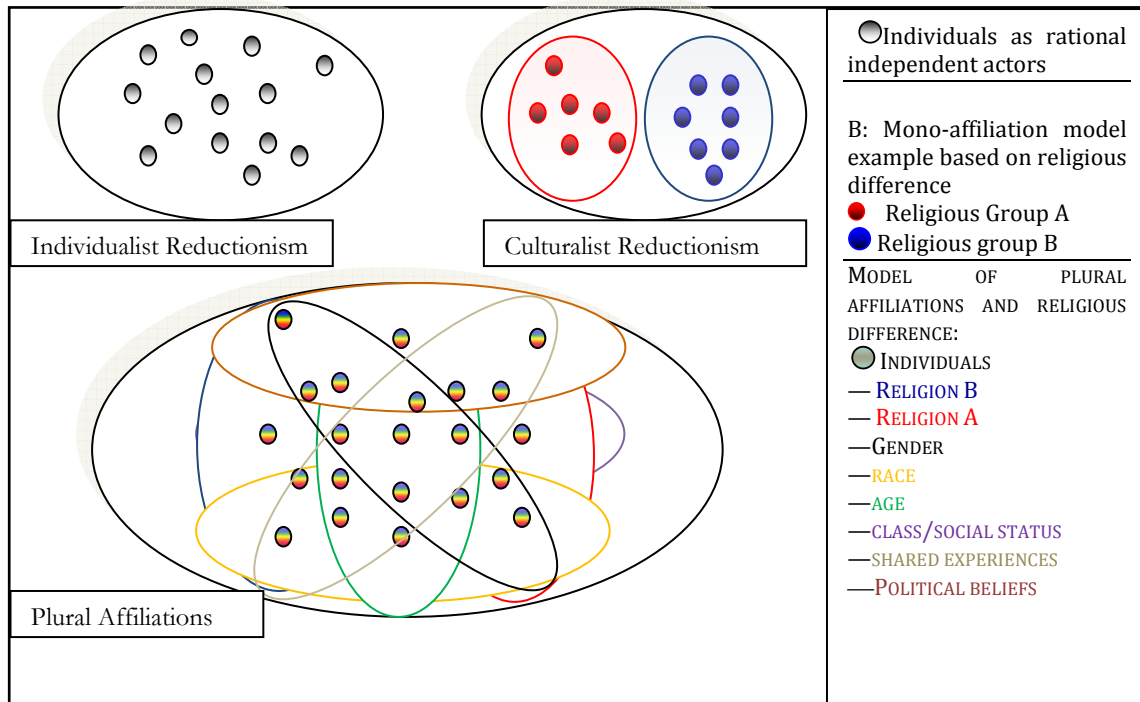 Individualist Reductionism
Culturalist Reductionism
Plural Affiliations
Individuals as rational
independent actors
B: Mono-affiliation model
example based on religious
difference
Religious Group A
Religious group B
MODEL OF PLURAL
AFFILIATIONS AND RELIGIOUS
DIFFERENCE:
INDIVIDUALS
—RELIGION B
—RELIGION A
—GENDER
—RACE
—AGE
—CLASS/SOCIAL STATUS
—SHARED EXPERIENCES
—POLITICAL BELIEFS